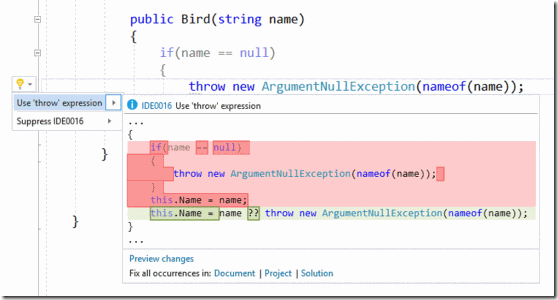 public Bird(string name)
{
if(name == null)
{
throw new ArgumentNullException(nameof(name));
Use 'throw' expression
Suppress IDE0016
}
}
IDE0016 Use 'throw' expression
...
{
if(name == null)
{
throw new ArgumentNullException(nameof(name));
}
this.Name = name;
this.Name = name ?? throw new ArgumentNullException(nameof(name));
}
...
Preview changes
Fix all occurrences in: Document | Project | Solution